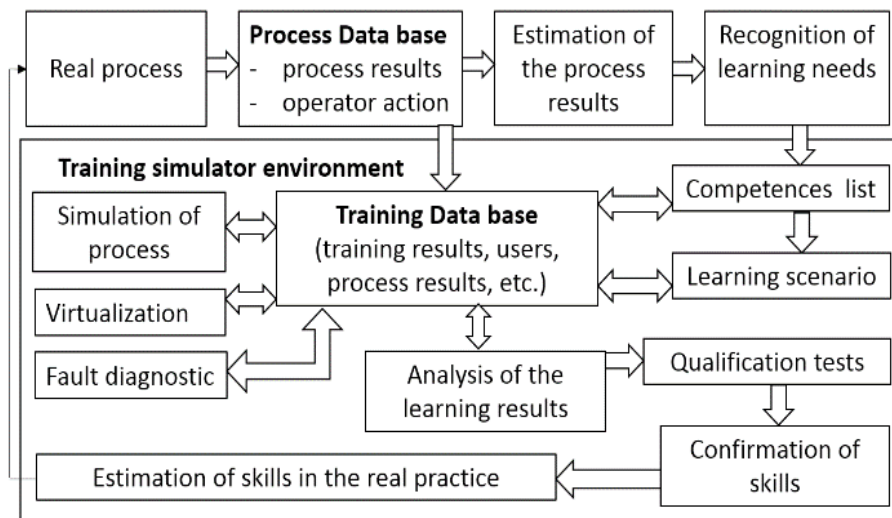 Real process
Process Data base
- process results
- operator action
Estimation of
the process
results
Recognition of
learning needs
Training simulator environment
Simulation of
process
Training Data base
(training results, users,
process results, etc.)
Competences list
Learning scenario
Virtualization
Fault diagnostic
Analysis of the
learning results
Qualification tests
Confirmation of
skills
Estimation of skills in the real practice